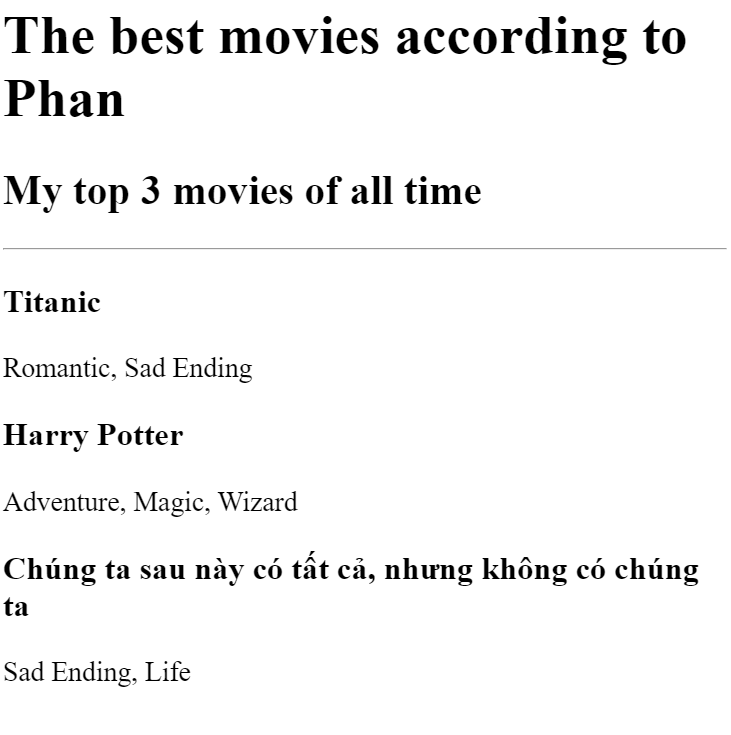 The best movies according to
Phan
My top 3 movies of all time
Titanic
Romantic, Sad Ending
Harry Potter
Adventure, Magic, Wizard
Chúng ta sau này có tất cả, nhưng không có chúng
ta
Sad Ending, Life